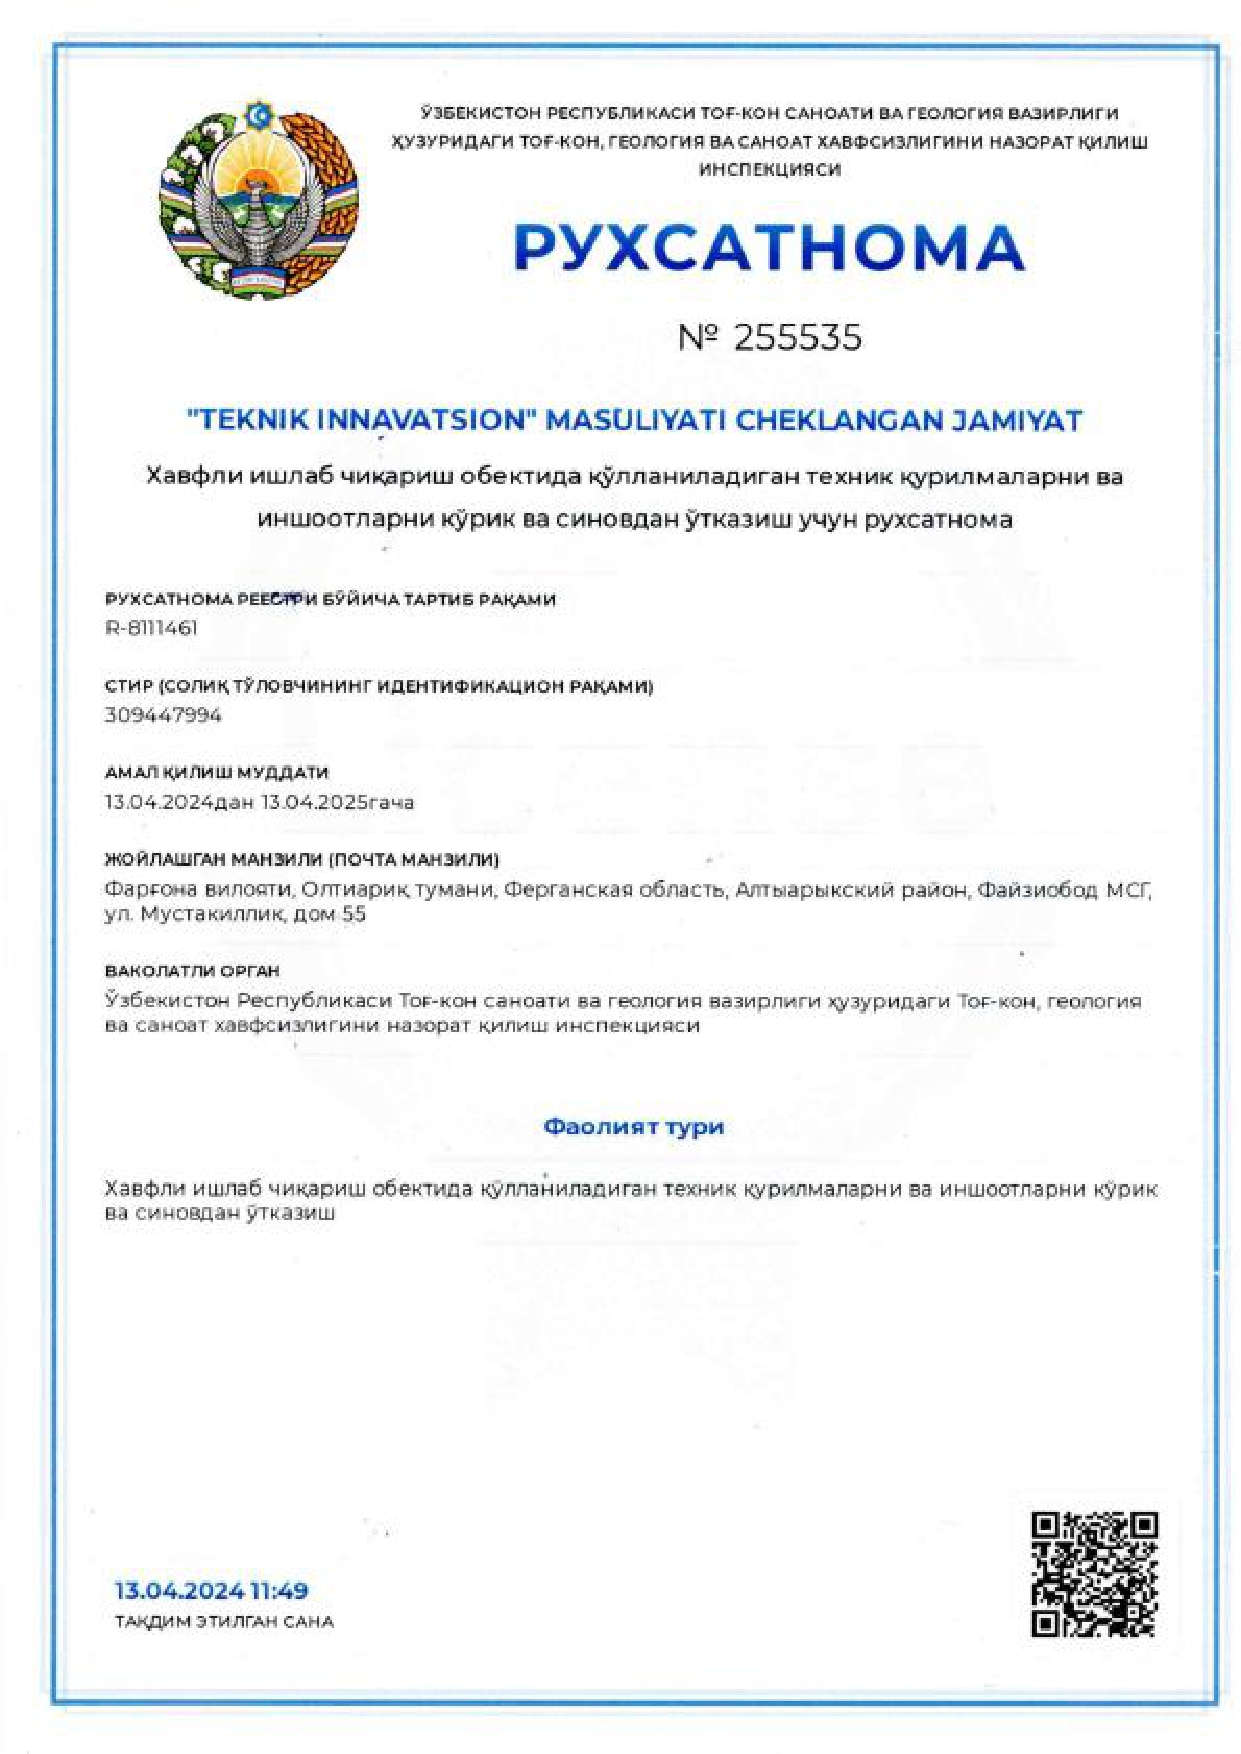 ЎЗБЕКИСТОН РЕСПУБЛИКАСИ ТОҒ-КОН САНОАТИ ВА ГЕОЛОГИЯ ВАЗИРЛИГИ
ҲУЗУРИДАГИ ТОҒ-КОН, ГЕОЛОГИЯ ВА САНОАТ ХАВФСИЗЛИГИНИ НАЗОРАТ ҚИЛИШ
ИНСПЕКЦИЯСИ
РУХСАТНОМА
№ 255535
"TEKNIK INNAVATSION" MASULIYATI CHEKLANGAN JAMIYAT
Хавфли ишлаб чиқариш обектида қўлланиладиган техник қурилмаларни ва
иншоотларни кўрик ва синовдан ўтказиш учун рухсатнома
РУХСАТНОМА РЕЕСТРИ БЎЙИЧА ТАРТИБ РАҚАМИ
R-8111461
СТИР (СОЛИҚ ТЎЛОВЧИНИНГ ИДЕНТИФИКАЦИОН РАҚАМИ)
309447994
АМАЛ ҚИЛИШ МУДДАТИ
13.04.2024дан 13.04.2025гача
ЖОЙЛАШГАН МАНЗИЛИ (ПОЧТА МАНЗИЛИ)
Фарғона вилояти, Олтиариқ тумани, Ферганская область, Алтыарыкский район, Файзиобод МСГ,
ул. Мустакиллик, дом 55
ВАКОЛАТЛИ ОРГАН
Ўзбекистон Республикаси Тоғ-кон саноати ва геология вазирлиги ҳузуридаги Тоғ-кон, геология
ва саноат хавфсизлигини назорат қилиш инспекцияси
Фаолият тури
Хавфли ишлаб чиқариш обектида қўлланиладиган техник қурилмаларни ва иншоотларни кўрик
ва синовдан ўтказиш
13.04.2024 11:49
ТАҚДИМ ЭТИЛГАН САНА